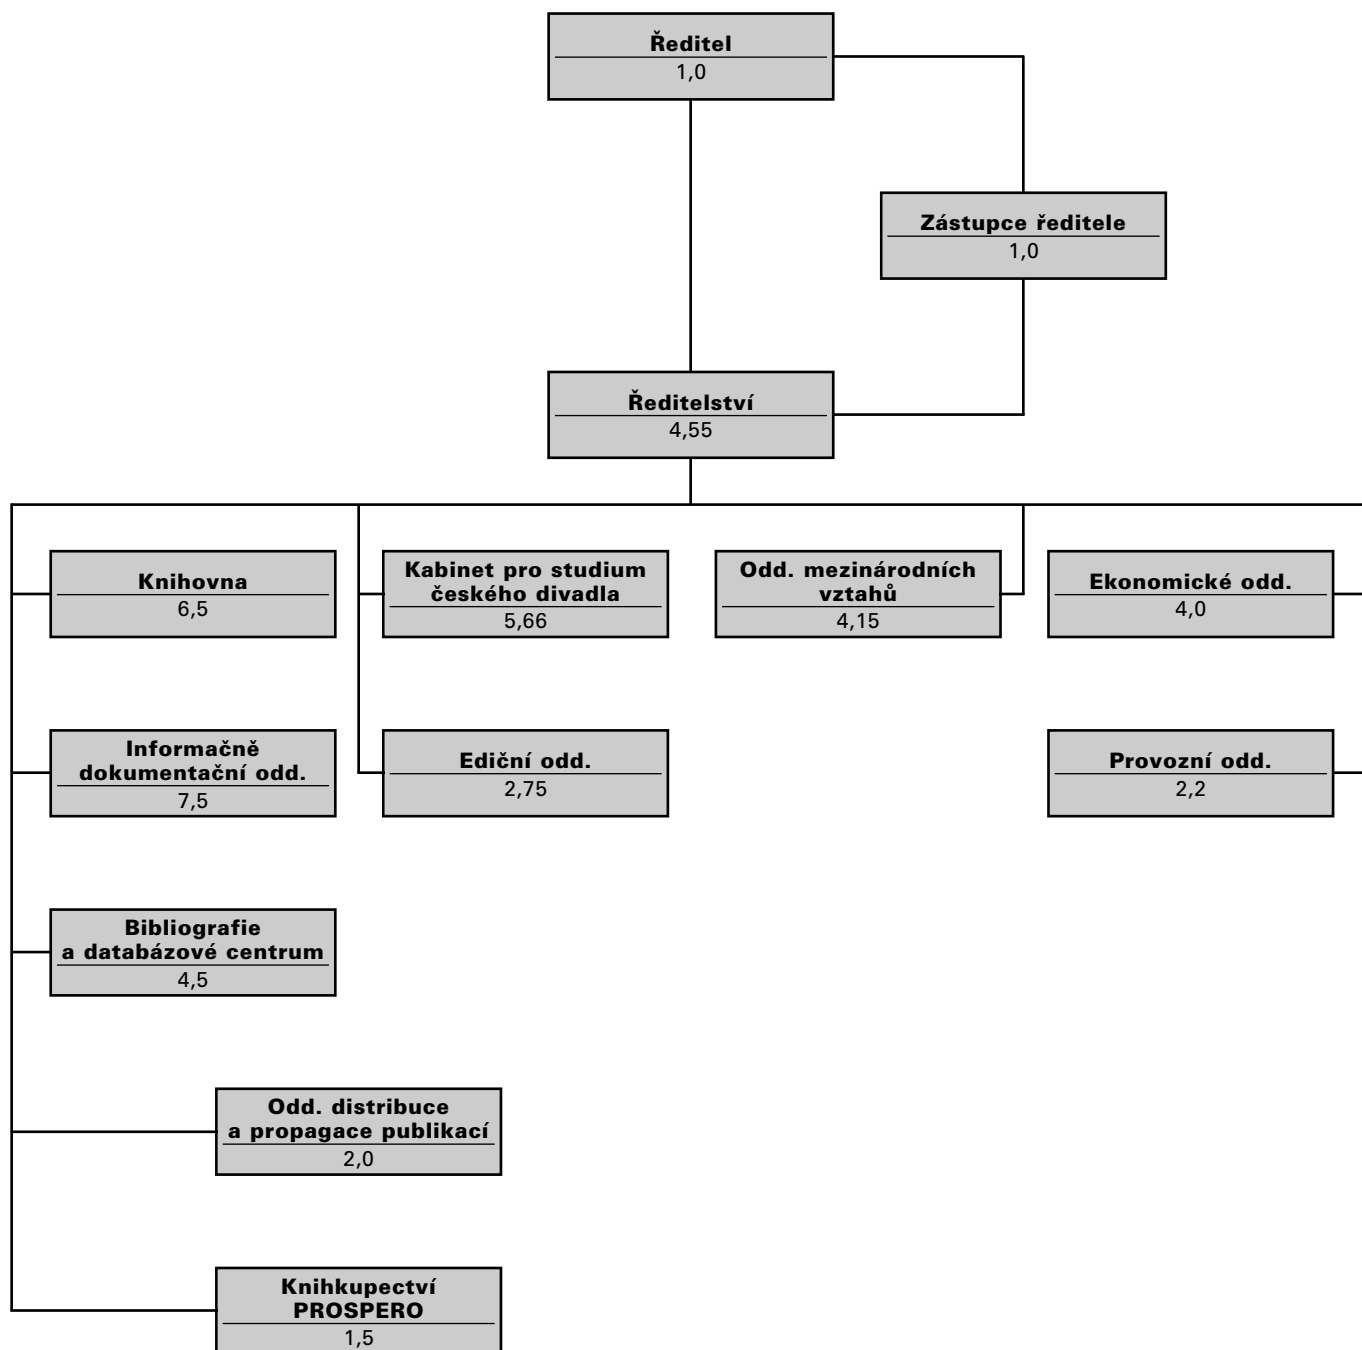 Ředitel
1,0
Zástupce ředitele
1,0
Ředitelství
4,55
Knihovna
6,5
Kabinet pro studium
českého divadla
5,66
Odd. mezinárodních
vztahů
4,15
Ekonomické odd.
4,0
Informačně
dokumentační odd.
7,5
Ediční odd.
2,75
Provozní odd.
2,2
Bibliografie
a databázové centrum
4,5
Odd. distribuce
a propagace publikací
2,0
Knihkupectví
PROSPERO
1,5